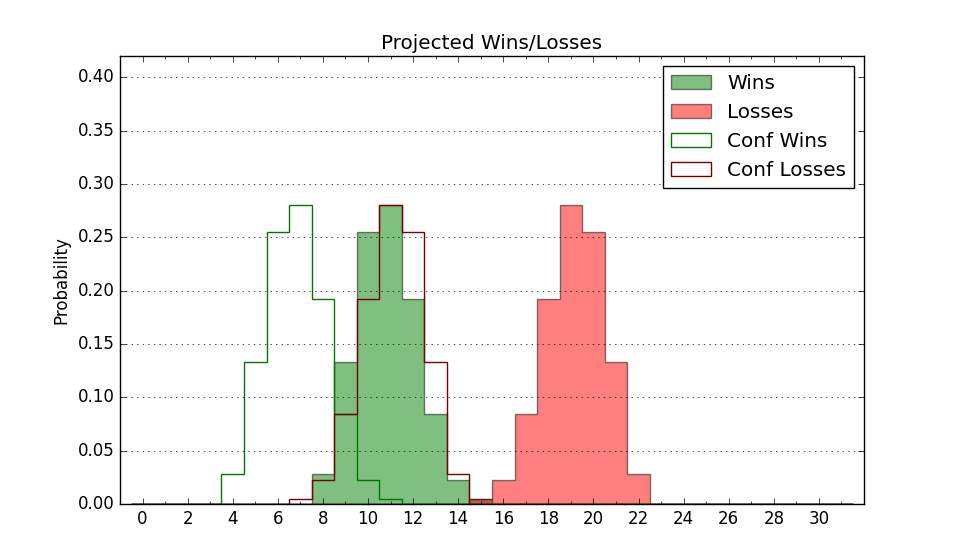 Projected Wins/Losses
0.40
0.35
0.30
0.25
0.20
0.15
0.10
0.05
0.00
Probability
Wins
Losses
Conf Wins
Conf Losses
0 2 4 6 8 10 12 14 16 18 20 22 24 26 28 30